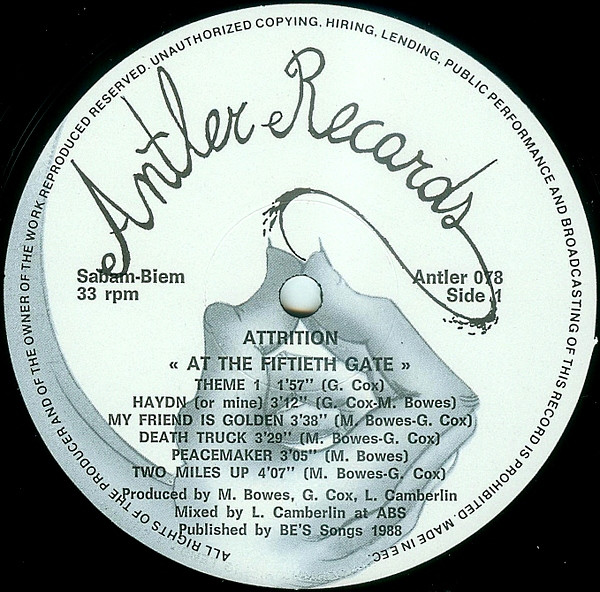 ALL RIGHTS OF THE PRODUCER AND OF THE OWNER OF THE WORK REPRODUCED RESERVED. UNAUTHORIZED COPYING, HIRING, LENDING, PUBLIC PERFORMANCE AND BROADCASTING OF THIS RECORD IS PROHIBITED. MADE IN EEC.
Antler Records
Sabam-Biem
33 rpm
Antler 078
Side 1
ATTRITION
« AT THE FIFTIETH GATE »
THEME 1 1'57'' (G. Cox)
HAYDN (or mine) 3'12'' (G. Cox-M. Bowes)
MY FRIEND IS GOLDEN 3'38'' (M. Bowes-G. Cox)
DEATH TRUCK 3'29'' (M. Bowes-G. Cox)
PEACEMAKER 3'05'' (M. Bowes)
TWO MILES UP 4'07'' (M. Bowes-G. Cox)
Produced by M. Bowes, G. Cox, L. Camberlin
Mixed by L. Camberlin at ABS
Published by BE'S Songs 1988